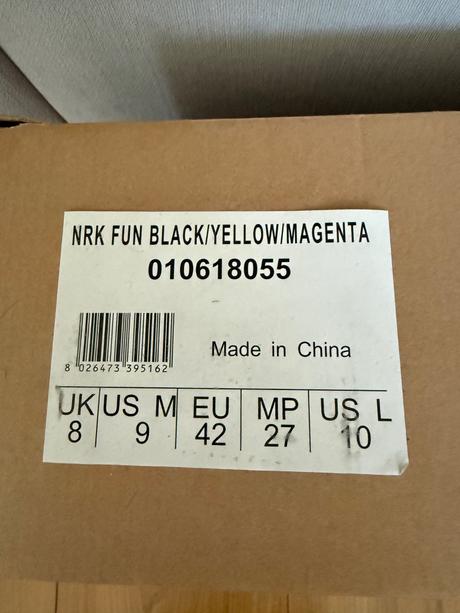 NRK FUN BLACK/YELLOW/MAGENTA
010618055
8 026473 395162
Made in China
UK US M EU MP US L
8 9 42 27 10